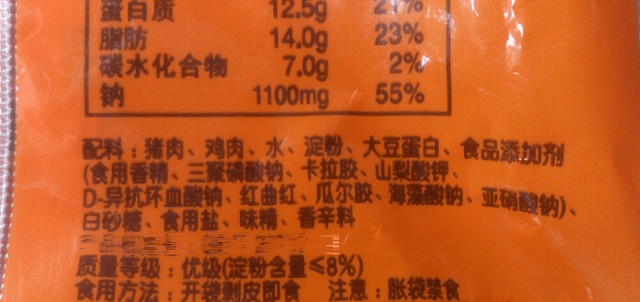 蛋白质 12.5g 21%
脂肪 14.0g 23%
碳水化合物 7.0g 2%
钠 1100mg 55%
配料：猪肉、鸡肉、水、淀粉、大豆蛋白、食品添加剂
(食用香精、三聚磷酸钠、卡拉胶、山梨酸钾、
D-异抗坏血酸钠、红曲红、瓜尔胶、海藻酸钠、亚硝酸钠)、
白砂糖、食用盐、味精、香辛料
质量等级：优级(淀粉含量≤8%)
食用方法：开袋剥皮即食 注意：胀袋禁食